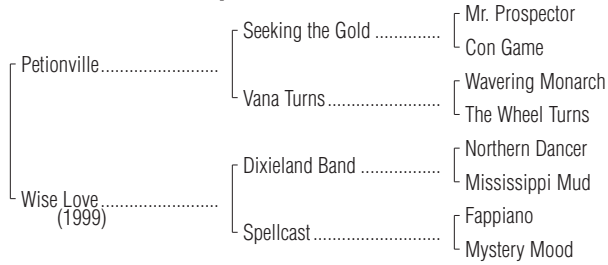 Mr. Prospector
Seeking the Gold ..............
Con Game
Petionville.........................
Wavering Monarch
Vana Turns........................
The Wheel Turns
Northern Dancer
Dixieland Band .................
Mississippi Mud
Wise Love.........................
(1999)
Fappiano
Spellcast...........................
Mystery Mood